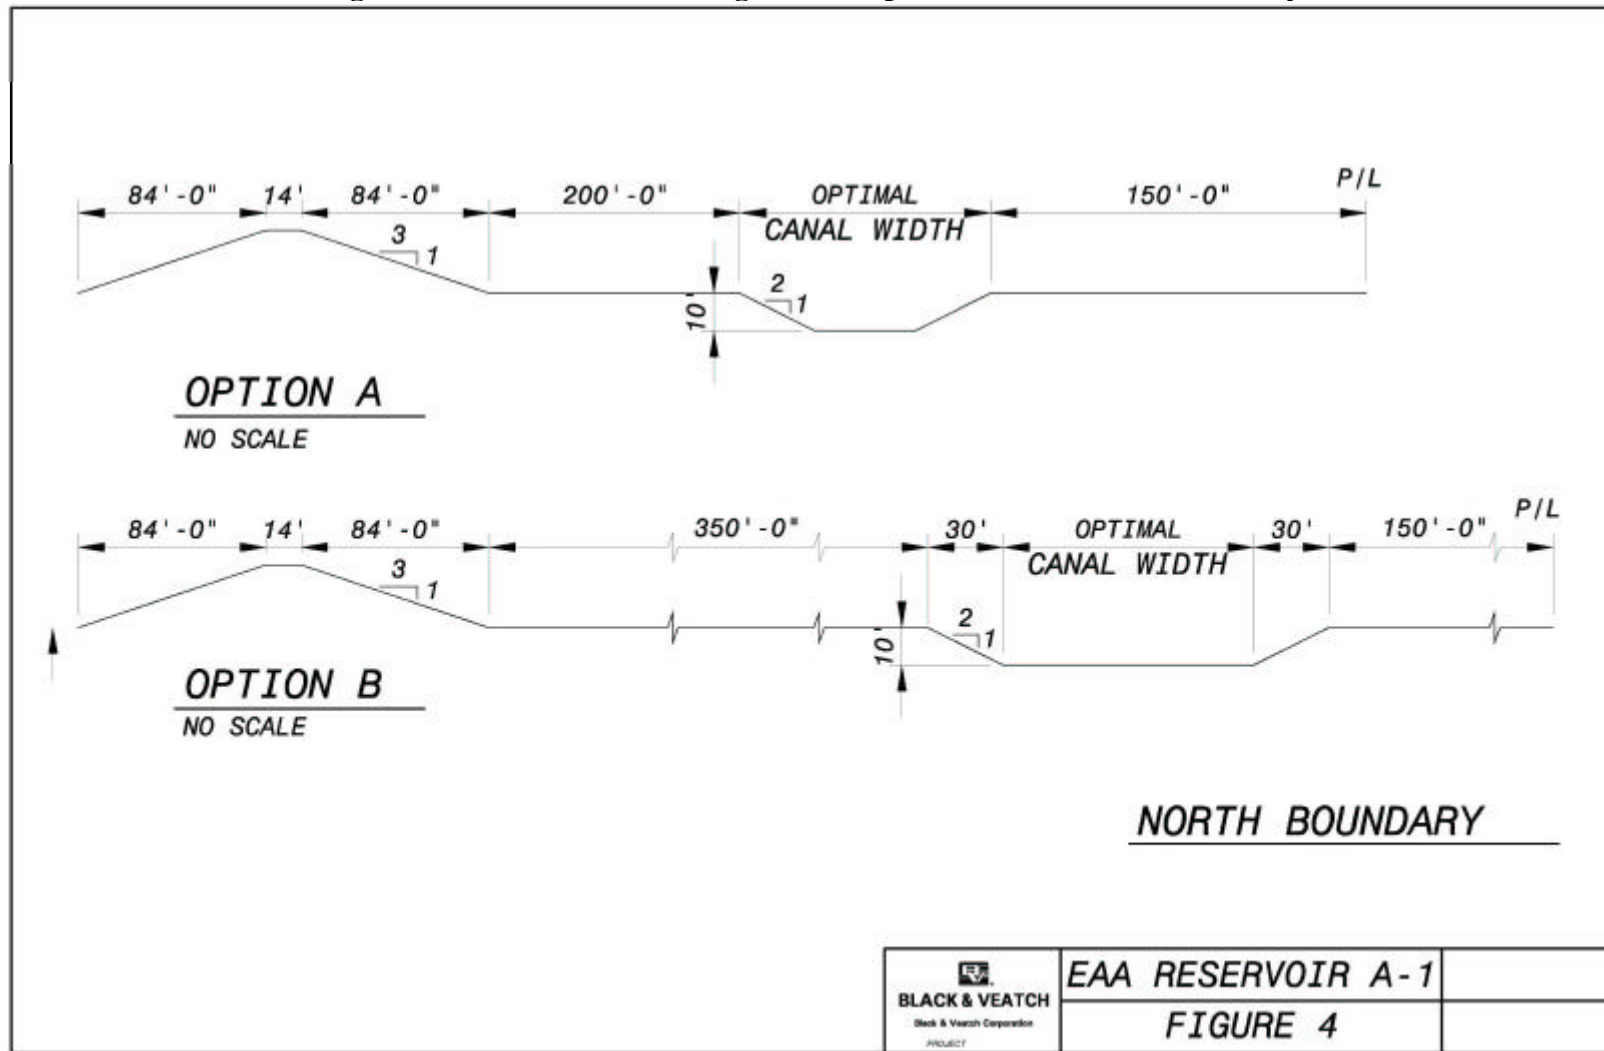 84'-0" 14' 84'-0" 200'-0" OPTIMAL 150'-0" P/L
CANAL WIDTH
3
1
2
1
10'
OPTION A
NO SCALE
84'-0" 14' 84'-0" 350'-0" 30' OPTIMAL 30' 150'-0" P/L
CANAL WIDTH
3
1
2
1
10'
OPTION B
NO SCALE
NORTH BOUNDARY
BLACK & VEATCH
Black & Veatch Corporation
PROJECT
EAA RESERVOIR A-1
FIGURE 4